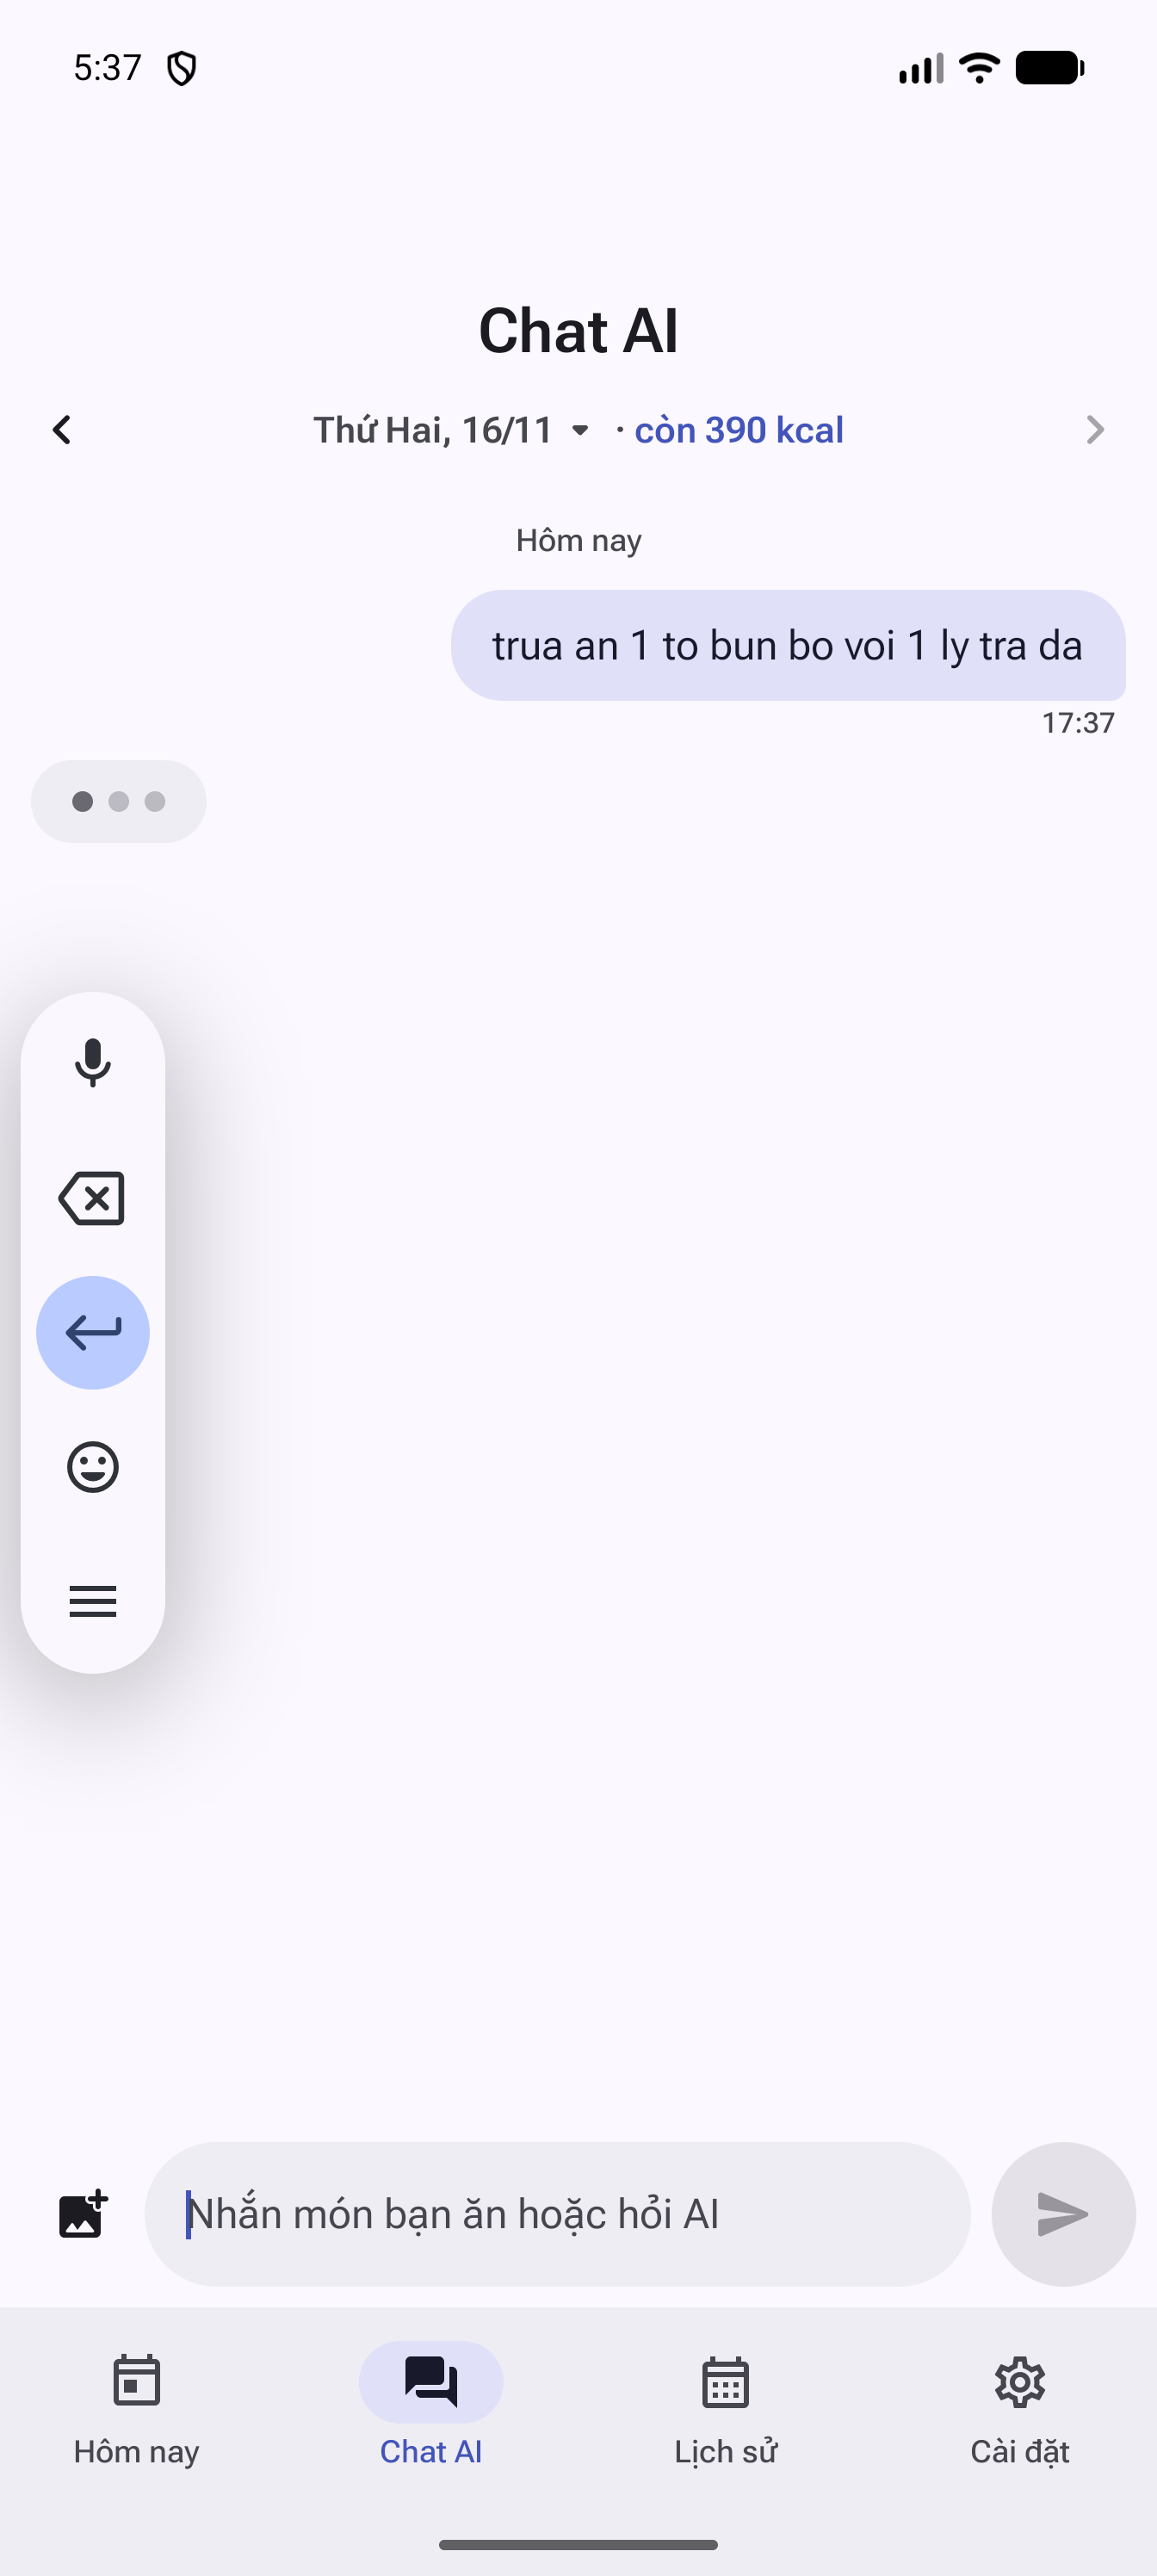 5:37
Chat AI
Thứ Hai, 16/11 · còn 390 kcal
Hôm nay
trua an 1 to bun bo voi 1 ly tra da
17:37
Nhắn món bạn ăn hoặc hỏi AI
Hôm nay
Chat AI
Lịch sử
Cài đặt